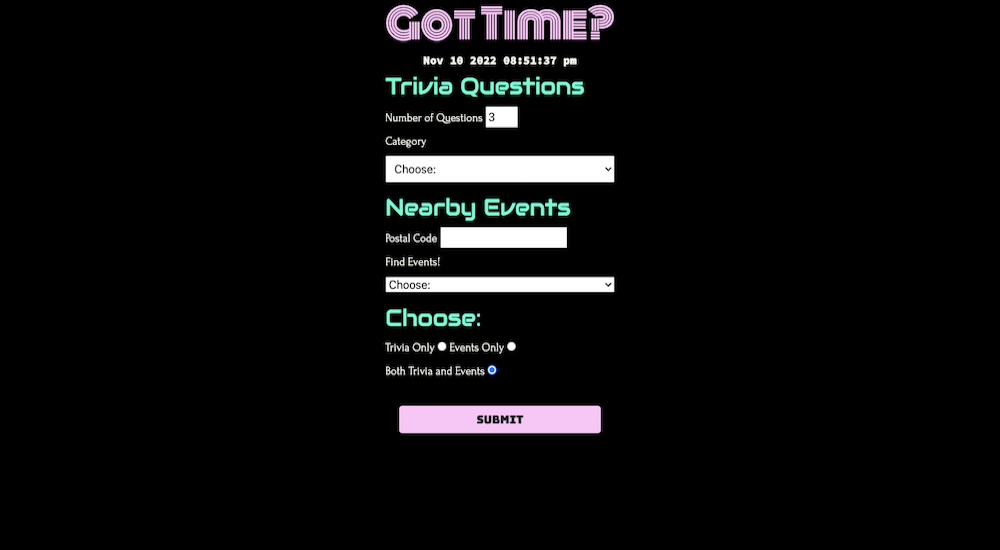 GOT TIME?
Nov 10 2022 08:51:37 pm
Trivia Questions
Number of Questions 3
Category
Choose:
Nearby Events
Postal Code
Find Events!
Choose:
Choose:
Trivia Only Events Only
Both Trivia and Events
SUBMIT